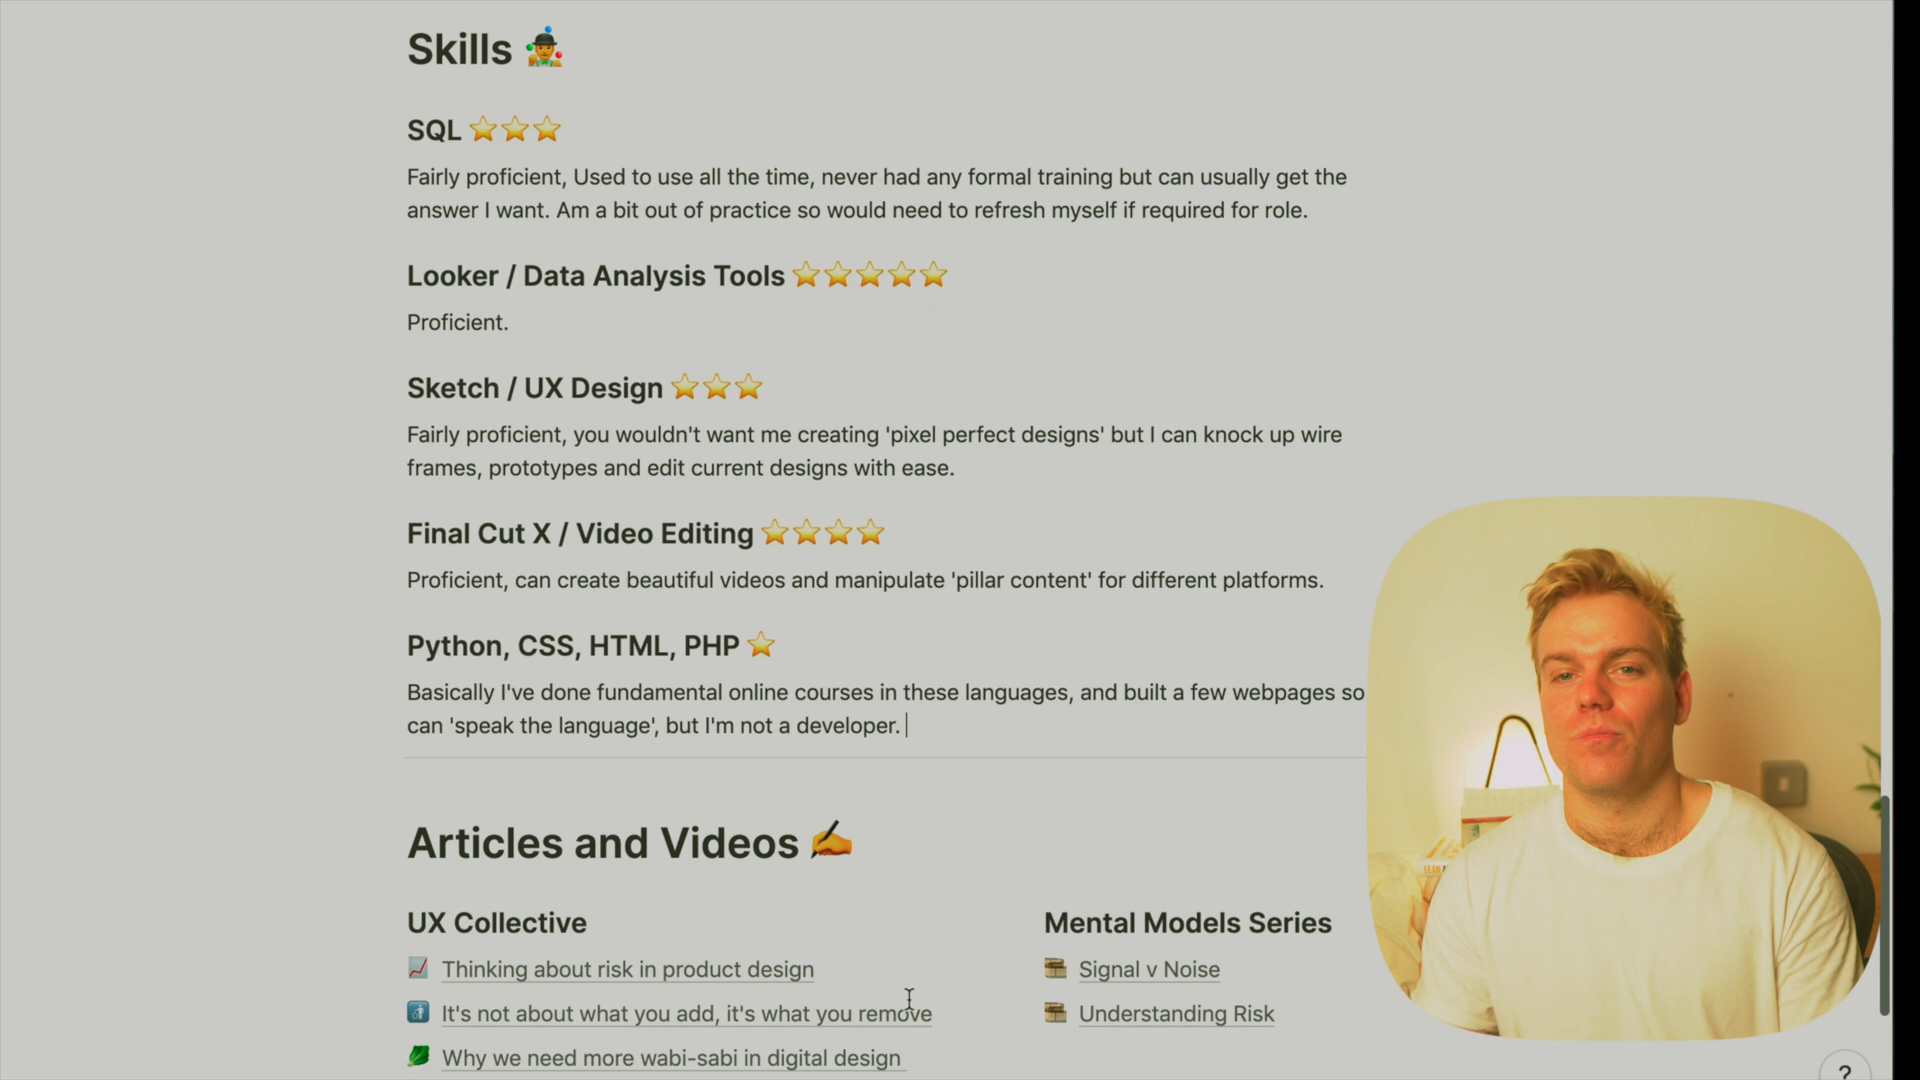 Skills
SQL
Fairly proficient, Used to use all the time, never had any formal training but can usually get the
answer I want. Am a bit out of practice so would need to refresh myself if required for role.
Looker / Data Analysis Tools
Proficient.
Sketch / UX Design
Fairly proficient, you wouldn't want me creating 'pixel perfect designs' but I can knock up wire
frames, prototypes and edit current designs with ease.
Final Cut X / Video Editing
Proficient, can create beautiful videos and manipulate 'pillar content' for different platforms.
Python, CSS, HTML, PHP
Basically I've done fundamental online courses in these languages, and built a few webpages so
can 'speak the language', but I'm not a developer.
Articles and Videos
UX Collective
Thinking about risk in product design
It's not about what you add, it's what you remove
Why we need more wabi-sabi in digital design
Mental Models Series
Signal v Noise
Understanding Risk
LEAN
?